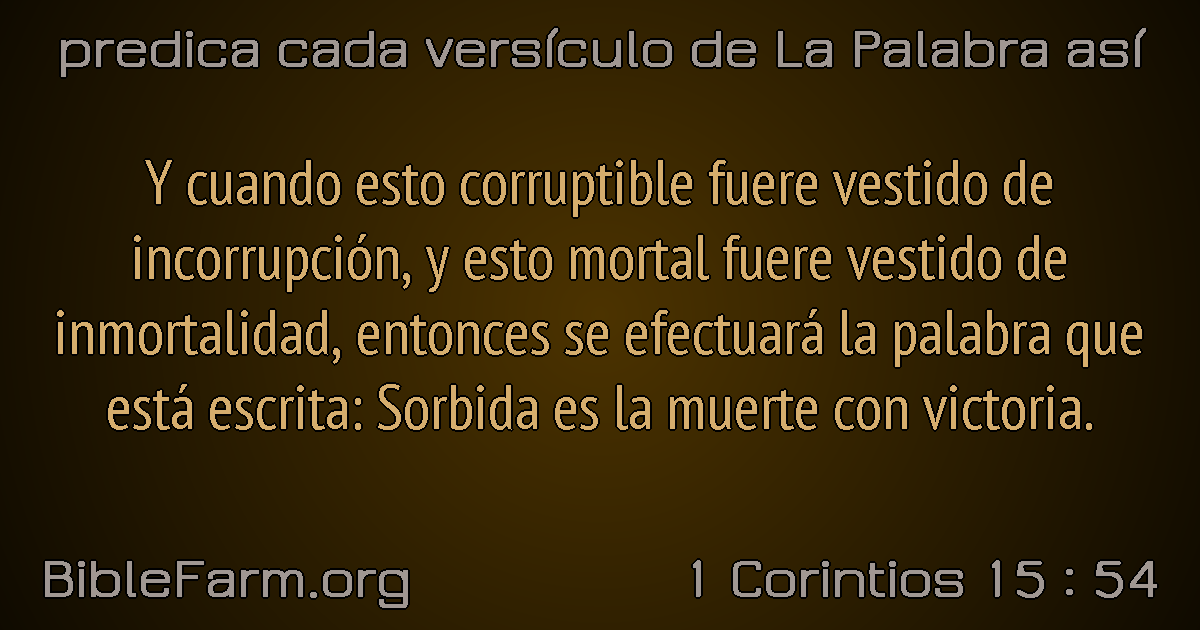 predica cada versículo de La Palabra así
Y cuando esto corruptible fuere vestido de
incorrupción, y esto mortal fuere vestido de
inmortalidad, entonces se efectuará la palabra que
está escrita: Sorbida es la muerte con victoria.
BibleFarm.org
1 Corintios 15 : 54